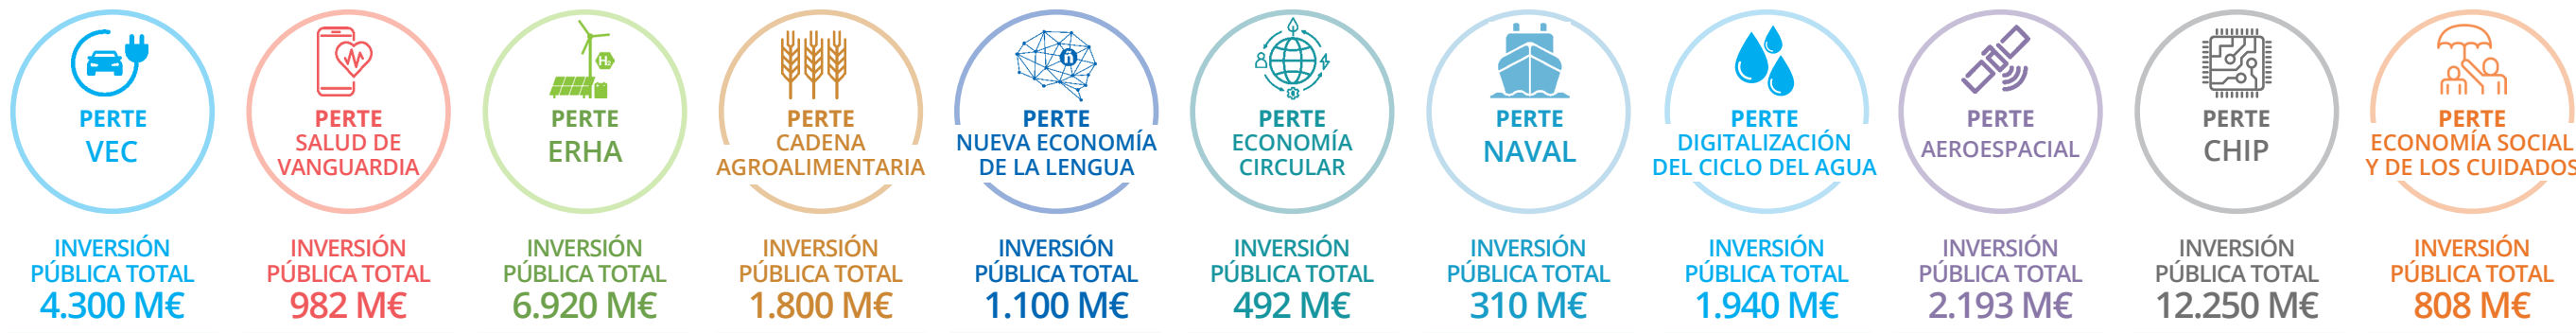 PERTE
VEC
INVERSIÓN
PÚBLICA TOTAL
4.300 M€
PERTE
SALUD DE
VANGUARDIA
INVERSIÓN
PÚBLICA TOTAL
982 M€
H₂
PERTE
ERHA
INVERSIÓN
PÚBLICA TOTAL
6.920 M€
PERTE
CADENA
AGROALIMENTARIA
INVERSIÓN
PÚBLICA TOTAL
1.800 M€
ñ
PERTE
NUEVA ECONOMÍA
DE LA LENGUA
INVERSIÓN
PÚBLICA TOTAL
1.100 M€
PERTE
ECONOMÍA
CIRCULAR
INVERSIÓN
PÚBLICA TOTAL
492 M€
PERTE
NAVAL
INVERSIÓN
PÚBLICA TOTAL
310 M€
PERTE
DIGITALIZACIÓN
DEL CICLO DEL AGUA
INVERSIÓN
PÚBLICA TOTAL
1.940 M€
PERTE
AEROESPACIAL
INVERSIÓN
PÚBLICA TOTAL
2.193 M€
PERTE
CHIP
INVERSIÓN
PÚBLICA TOTAL
12.250 M€
PERTE
ECONOMÍA SOCIAL
Y DE LOS CUIDADOS
INVERSIÓN
PÚBLICA TOTAL
808 M€